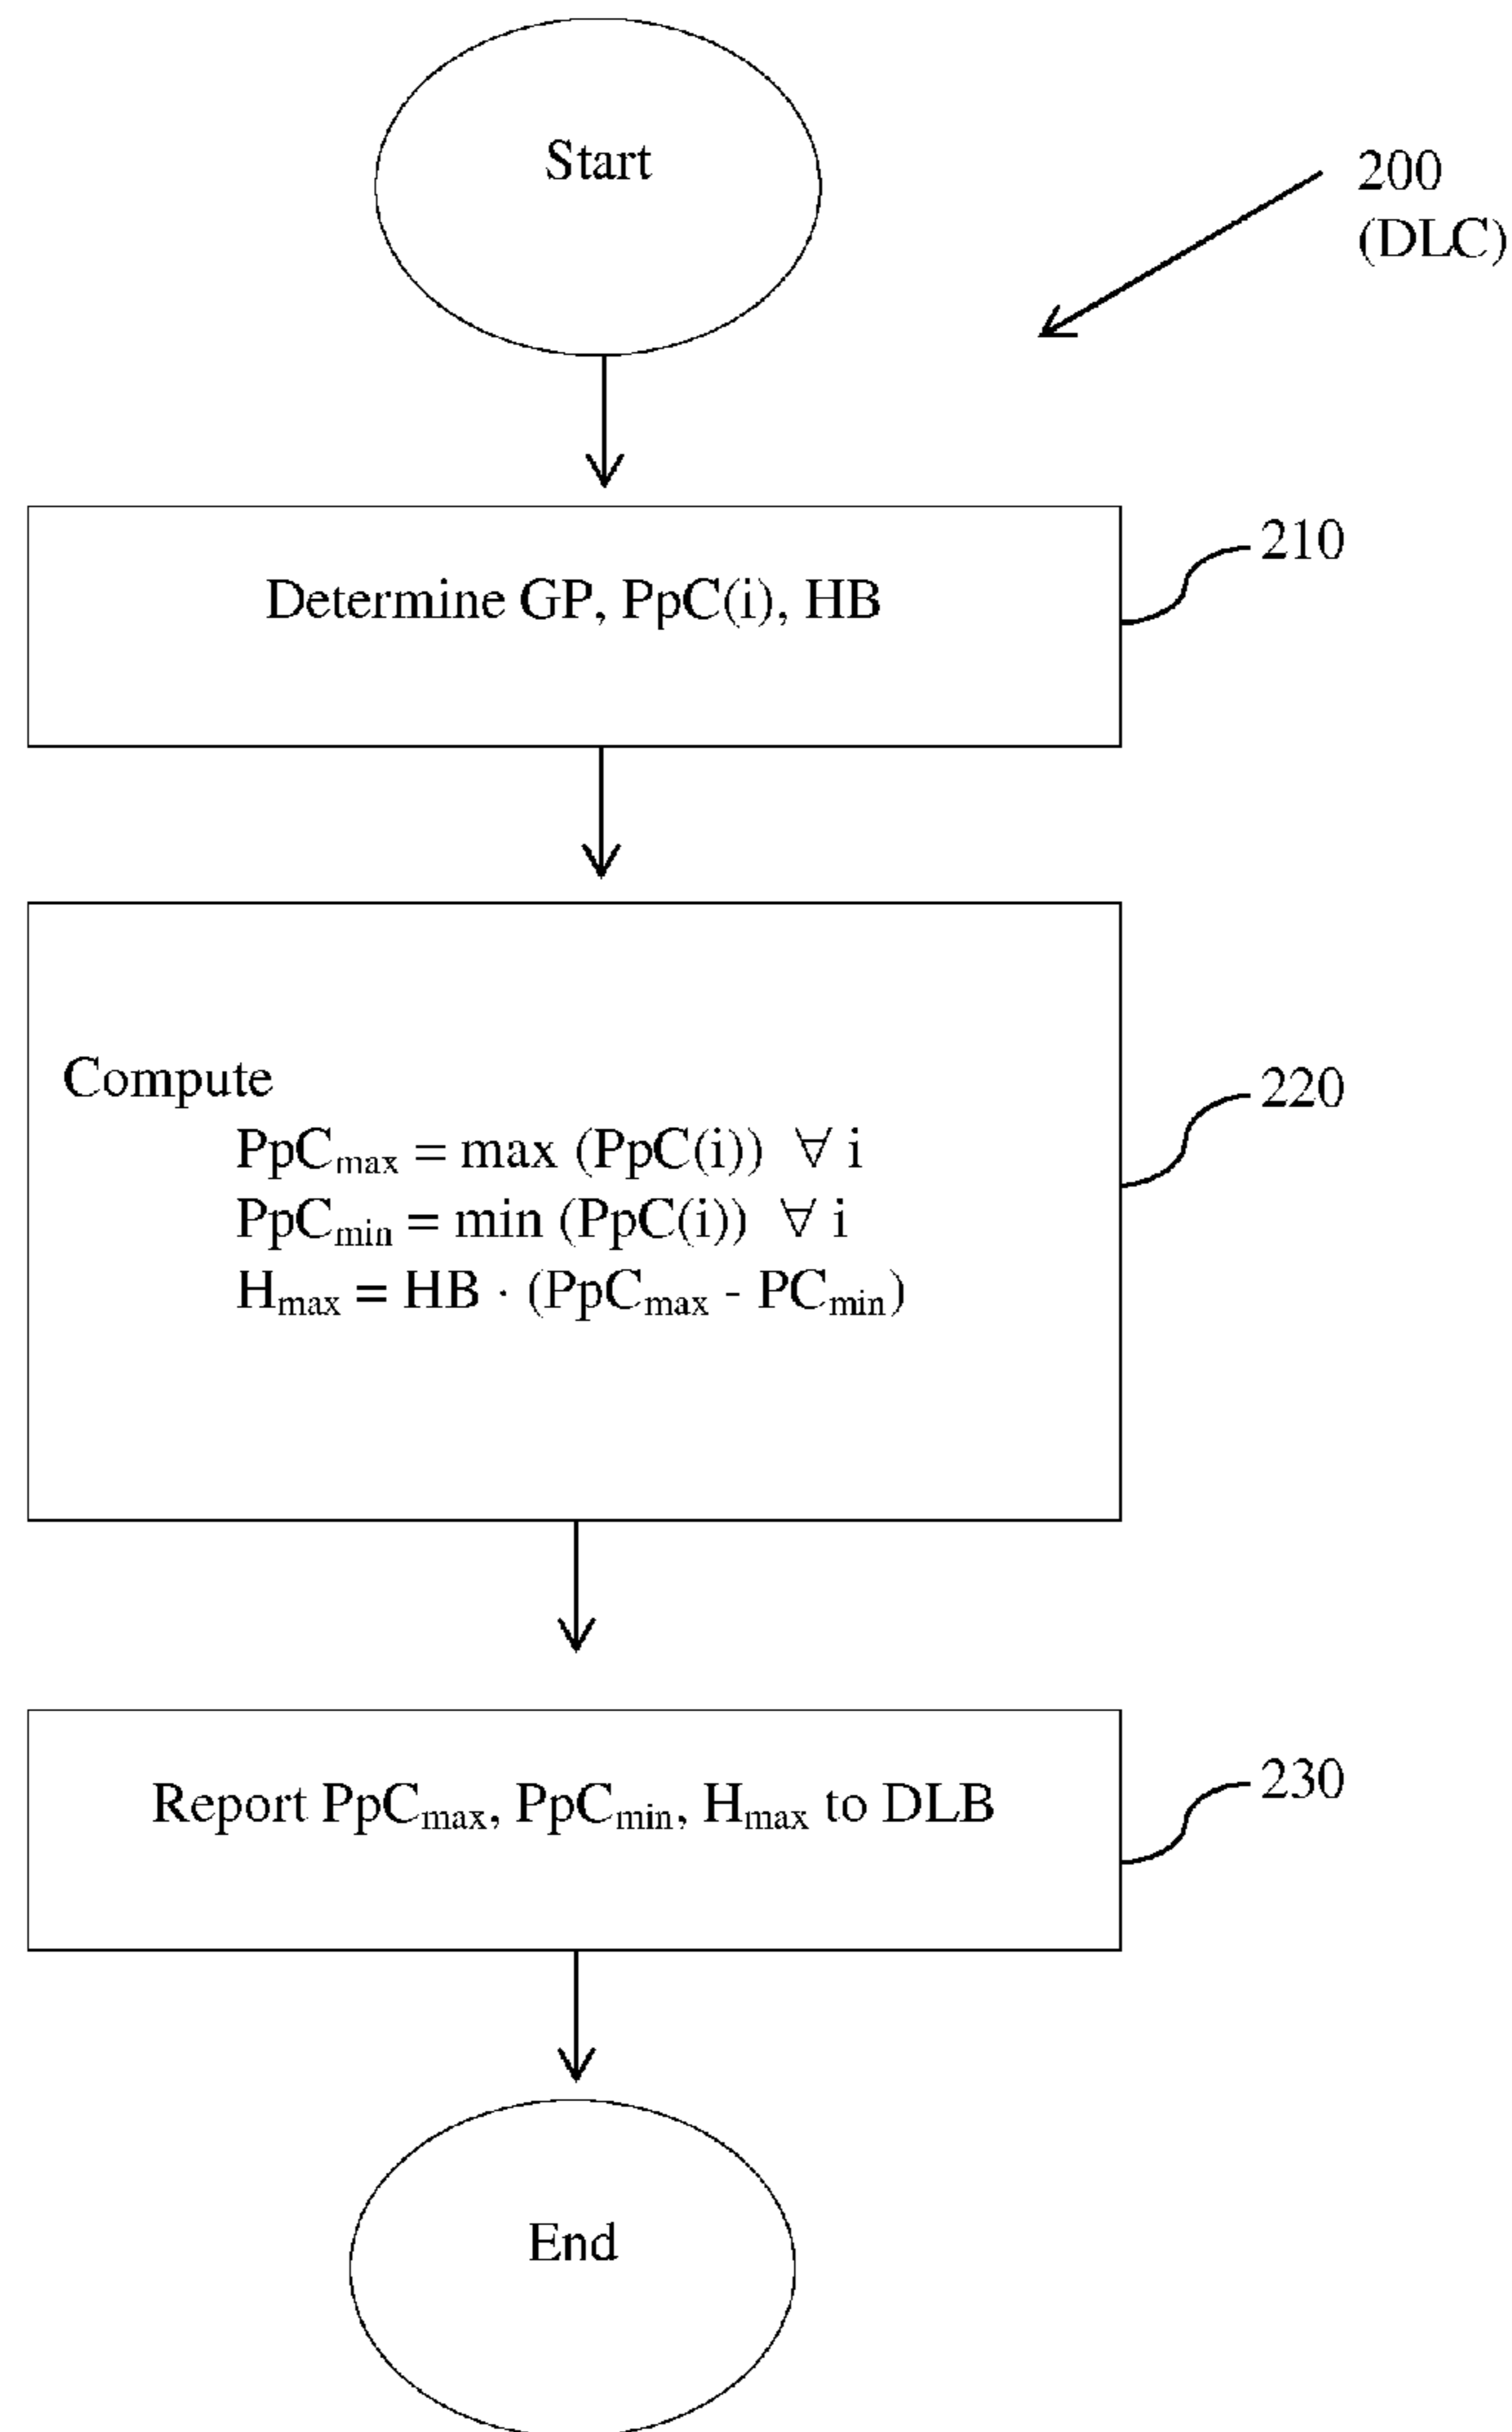 Start
200
(DLC)
Determine GP, PpC(i), HB
210
Compute
PpCmax = max (PpC(i)) ∀ i
PpCmin = min (PpC(i)) ∀ i
Hmax = HB · (PpCmax - PCmin)
220
Report PpCmax, PpCmin, Hmax to DLB
230
End